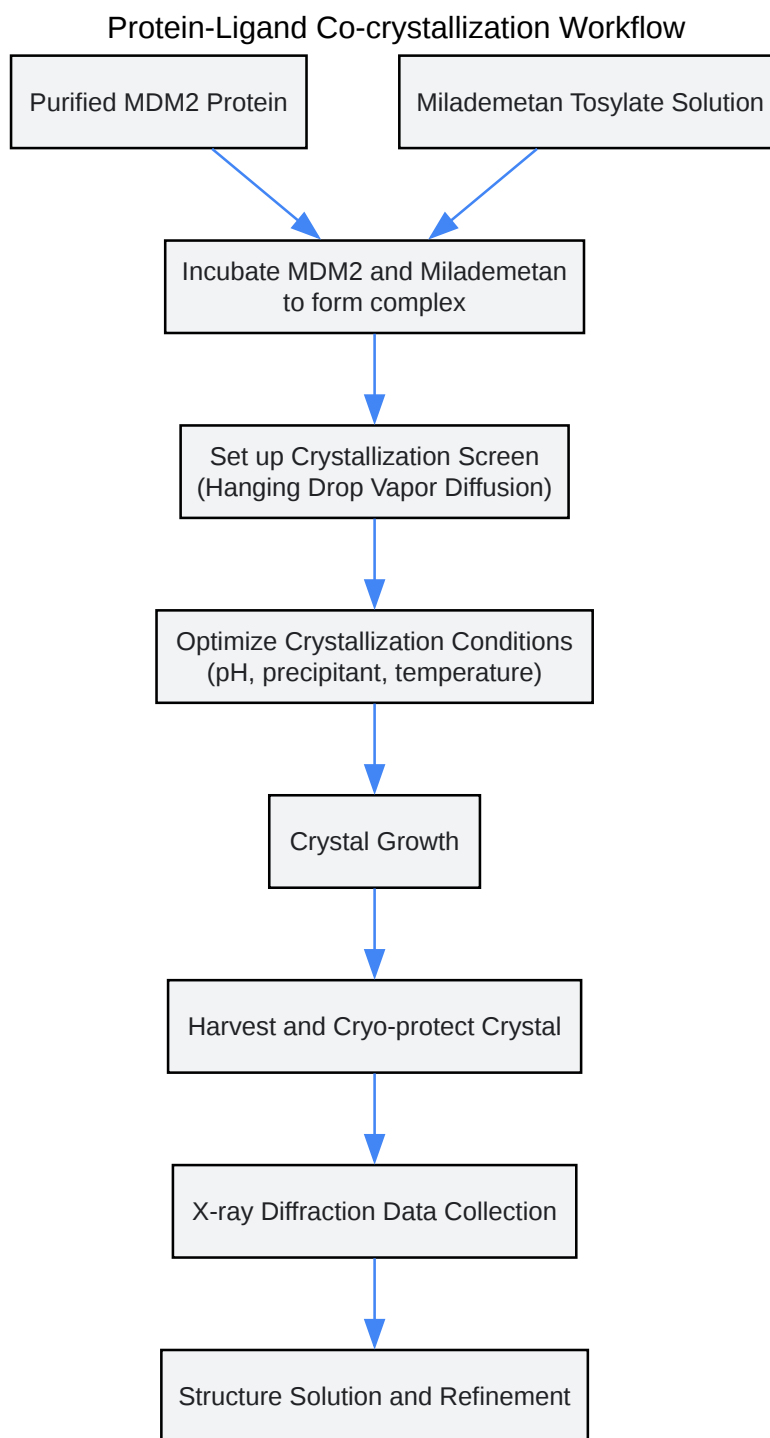 Protein-Ligand Co-crystallization Workflow
Purified MDM2 Protein
Milademetan Tosylate Solution
Incubate MDM2 and Milademetan
to form complex
Set up Crystallization Screen
(Hanging Drop Vapor Diffusion)
Optimize Crystallization Conditions
(pH, precipitant, temperature)
Crystal Growth
Harvest and Cryo-protect Crystal
X-ray Diffraction Data Collection
Structure Solution and Refinement